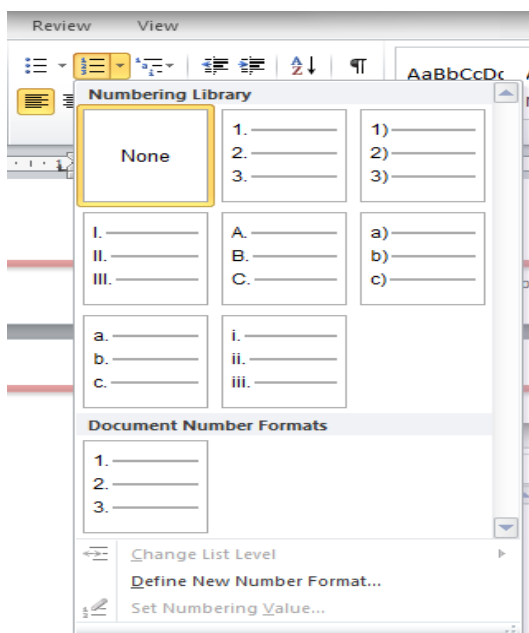 Review View
AaBbCcDc
Numbering Library
None
1.
2.
3.
1)
2)
3)
I.
II.
III.
A.
B.
C.
a)
b)
c)
a.
b.
c.
i.
ii.
iii.
Document Number Formats
1.
2.
3.
Change List Level
Define New Number Format...
Set Numbering Value...